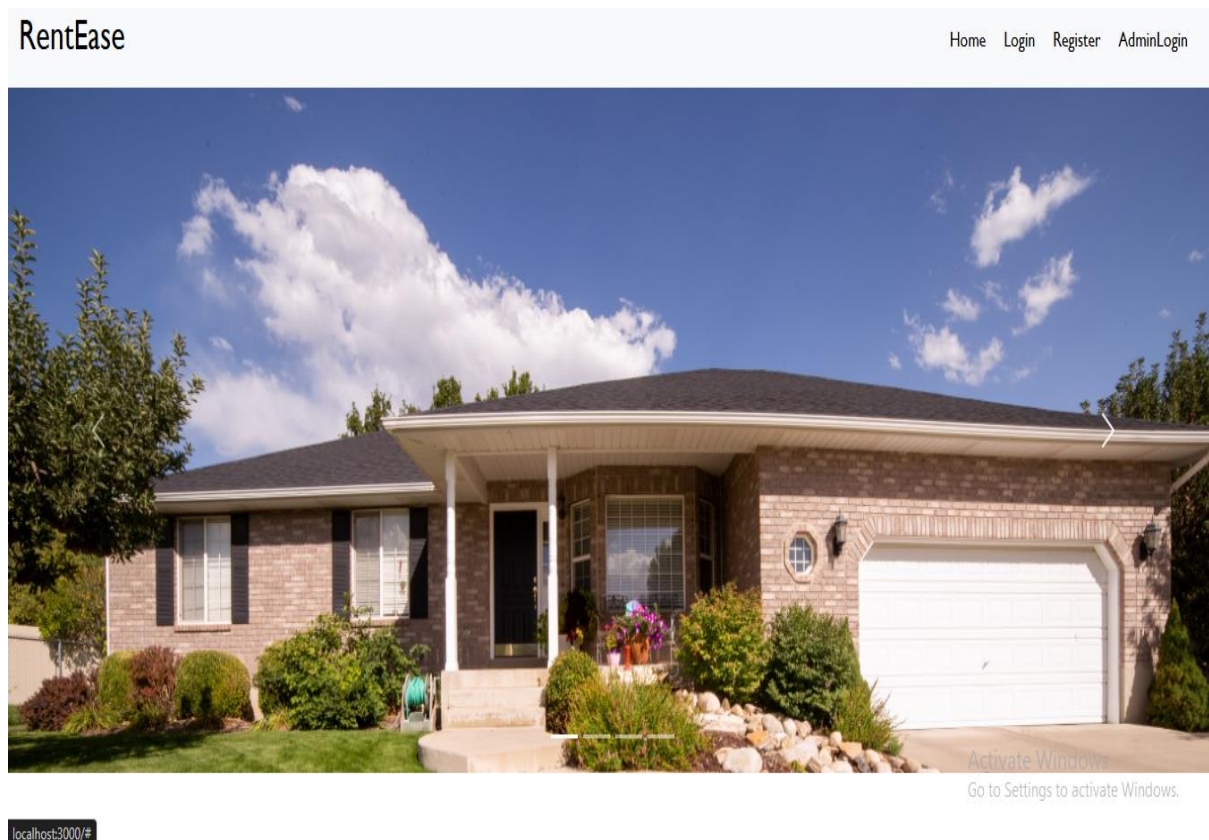 RentEase
Home Login Register AdminLogin
Activate Windows
Go to Settings to activate Windows.
localhost:3000/#